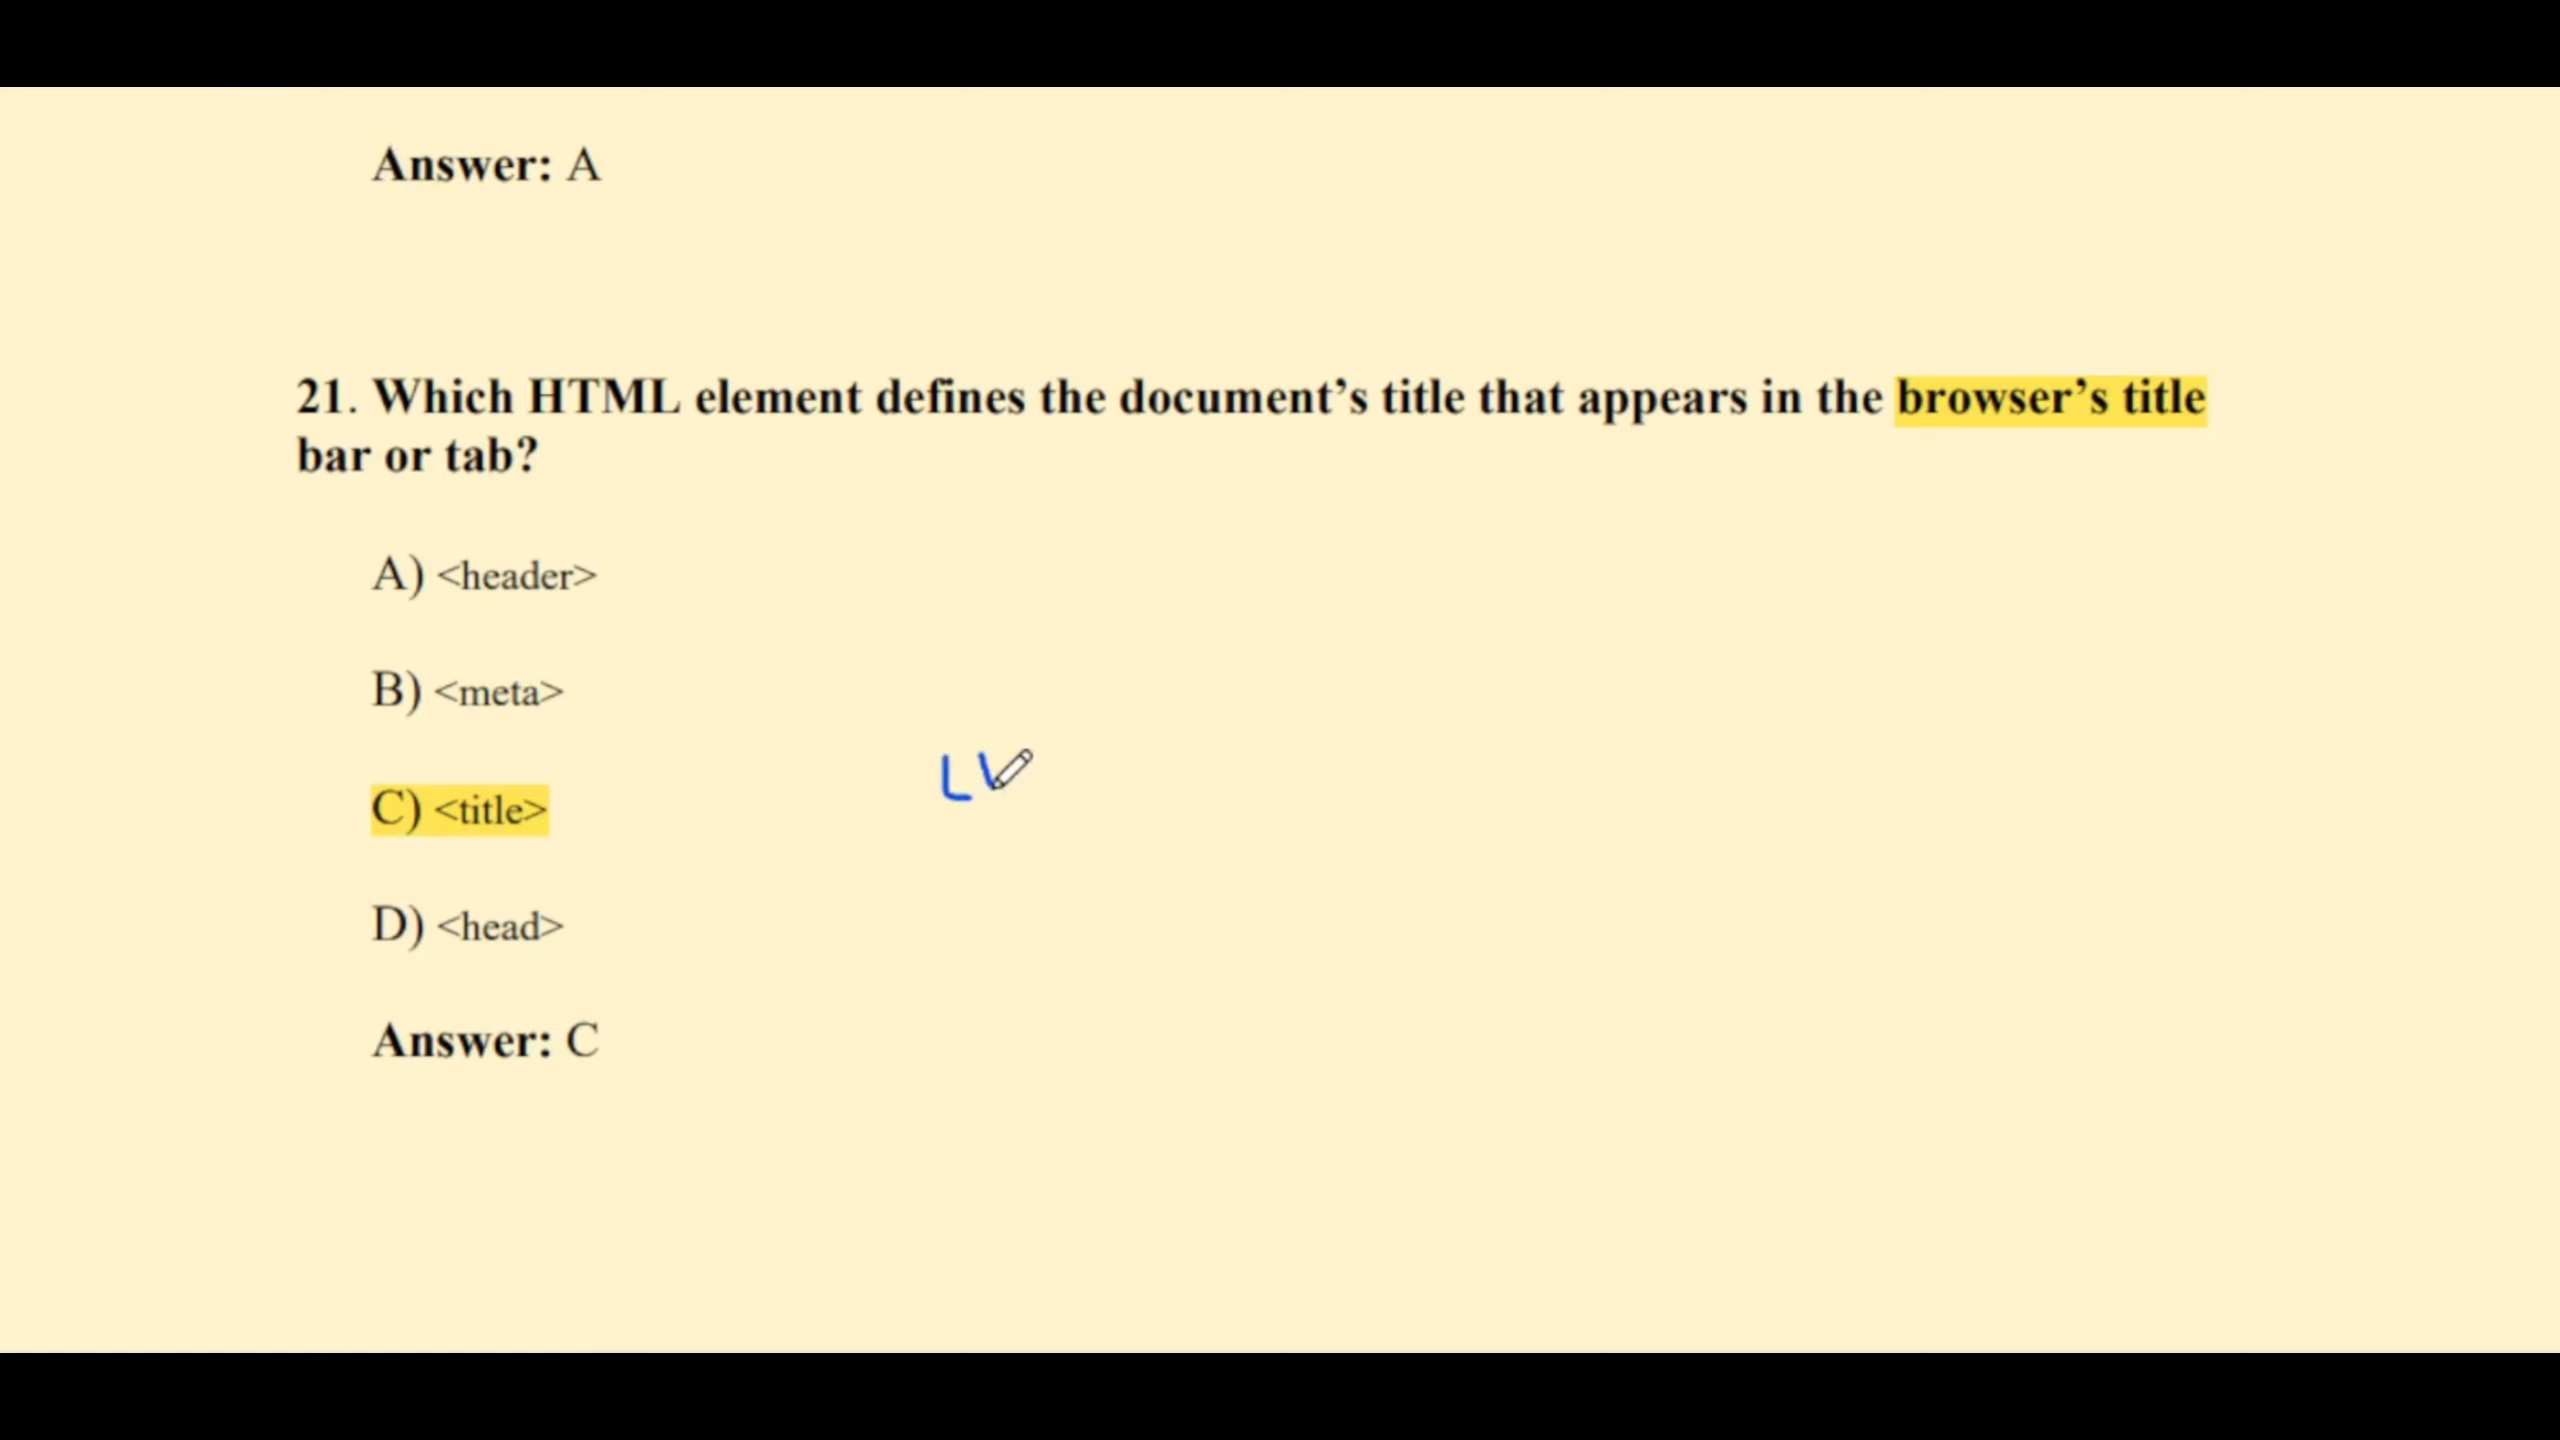 Answer: A
21. Which HTML element defines the document’s title that appears in the browser’s title
bar or tab?
A) <header>
B) <meta>
C) <title>
D) <head>
Answer: C